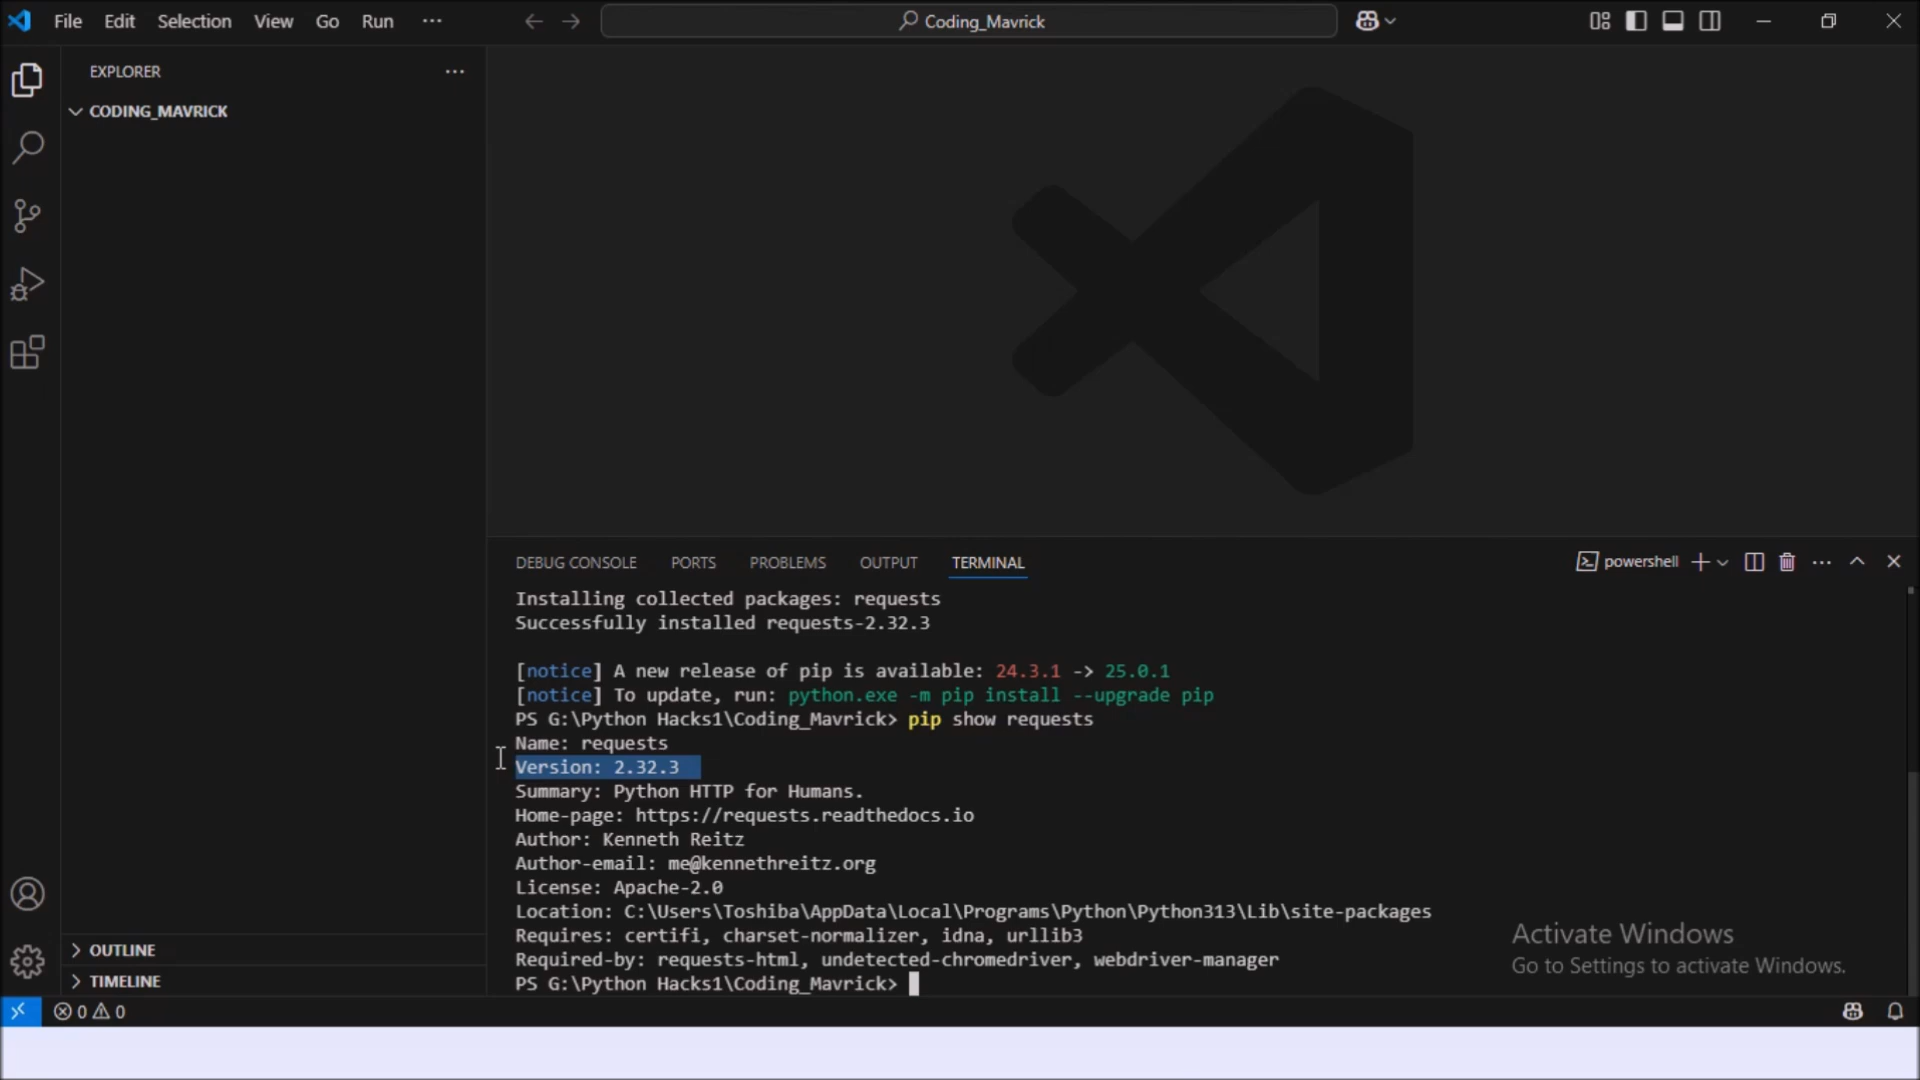 File Edit Selection View Go Run ···
Coding_Mavrick
EXPLORER
CODING_MAVRICK
OUTLINE
TIMELINE
DEBUG CONSOLE PORTS PROBLEMS OUTPUT TERMINAL
powershell
Installing collected packages: requests
Successfully installed requests-2.32.3
[notice] A new release of pip is available: 24.3.1 -> 25.0.1
[notice] To update, run: python.exe -m pip install --upgrade pip
PS G:\Python Hacks1\Coding_Mavrick> pip show requests
Name: requests
Version: 2.32.3
Summary: Python HTTP for Humans.
Home-page: https://requests.readthedocs.io
Author: Kenneth Reitz
Author-email: me@kennethreitz.org
License: Apache-2.0
Location: C:\Users\Toshiba\AppData\Local\Programs\Python\Python313\Lib\site-packages
Requires: certifi, charset-normalizer, idna, urllib3
Required-by: requests-html, undetected-chromedriver, webdriver-manager
PS G:\Python Hacks1\Coding_Mavrick>
Activate Windows
Go to Settings to activate Windows.
0 0